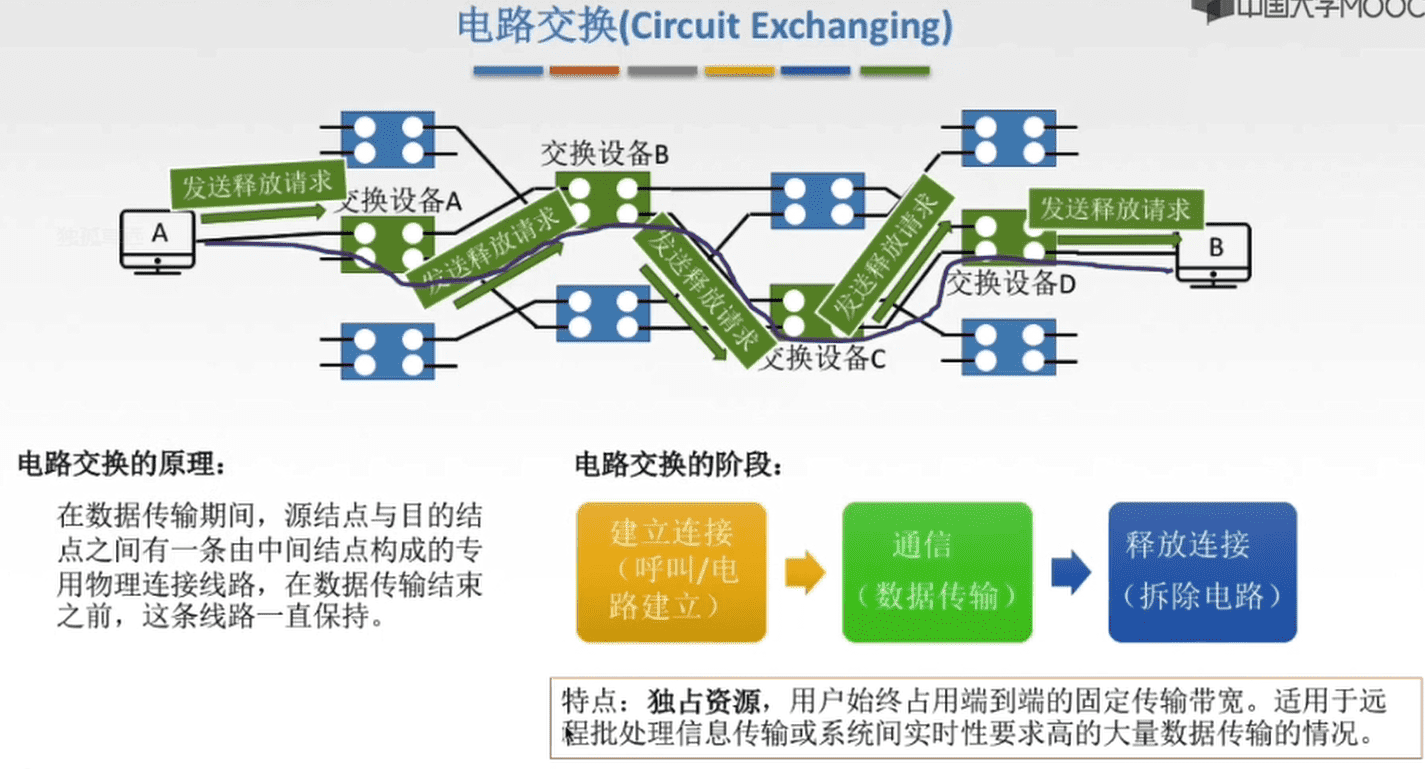 中国大学MOOC
电路交换(Circuit Exchanging)
交换设备B
发送释放请求
交换设备A
A
发送释放请求
发送释放请求
发送释放请求
发送释放请求
B
交换设备D
交换设备C
电路交换的原理：
在数据传输期间，源结点与目的结
点之间有一条由中间结点构成的专
用物理连接线路，在数据传输结束
之前，这条线路一直保持。
电路交换的阶段：
建立连接
（呼叫/电
路建立）
通信
（数据传输）
释放连接
（拆除电路）
特点：独占资源，用户始终占用端到端的固定传输带宽。适用于远
程批处理信息传输或系统间实时性要求高的大量数据传输的情况。